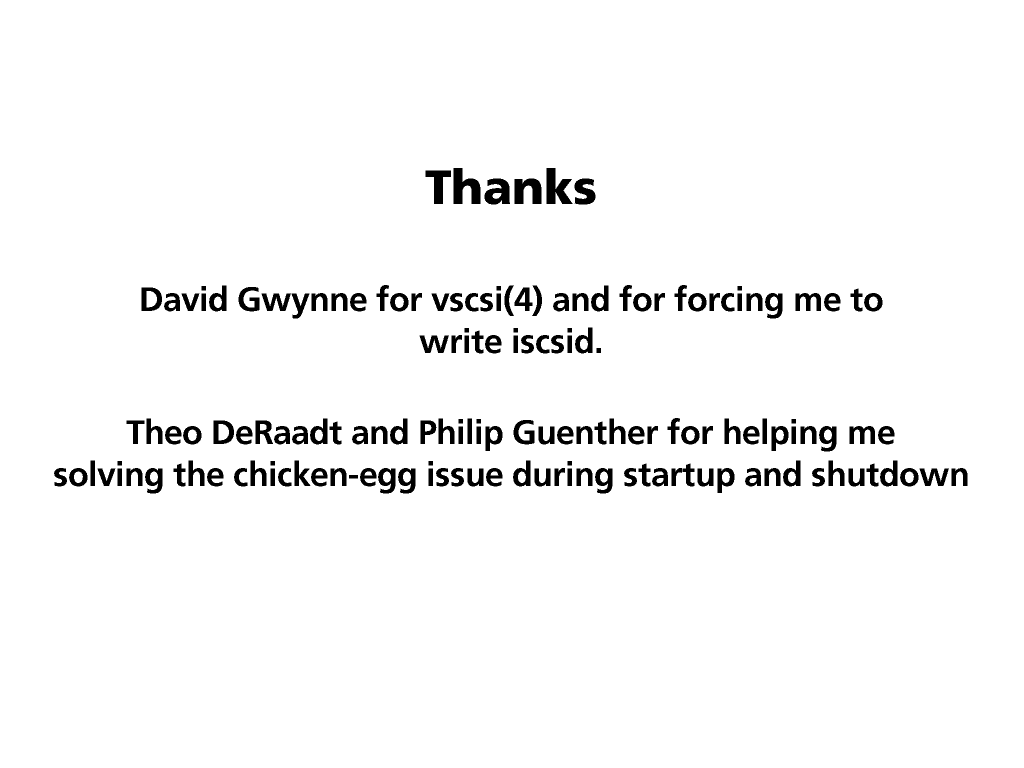 Thanks
David Gwynne for vscsi(4) and for forcing me to
write iscsid.
Theo DeRaadt and Philip Guenther for helping me
solving the chicken-egg issue during startup and shutdown